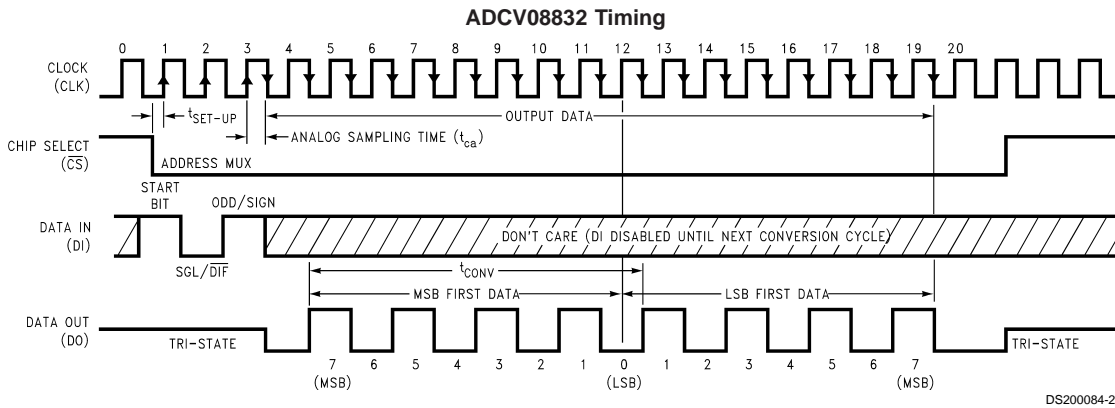 ADCV08832 Timing
0 1 2 3 4 5 6 7 8 9 10 11 12 13 14 15 16 17 18 19 20
CLOCK
(CLK)
tSET-UP
OUTPUT DATA
ANALOG SAMPLING TIME (tca)
CHIP SELECT
(CS)
ADDRESS MUX
START
BIT
ODD/SIGN
DATA IN
(DI)
DON'T CARE (DI DISABLED UNTIL NEXT CONVERSION CYCLE)
SGL/DIF
tCONV
MSB FIRST DATA
LSB FIRST DATA
DATA OUT
(DO)
TRI-STATE
TRI-STATE
7 6 5 4 3 2 1 0 1 2 3 4 5 6 7
(MSB) (LSB) (MSB)
DS200084-2